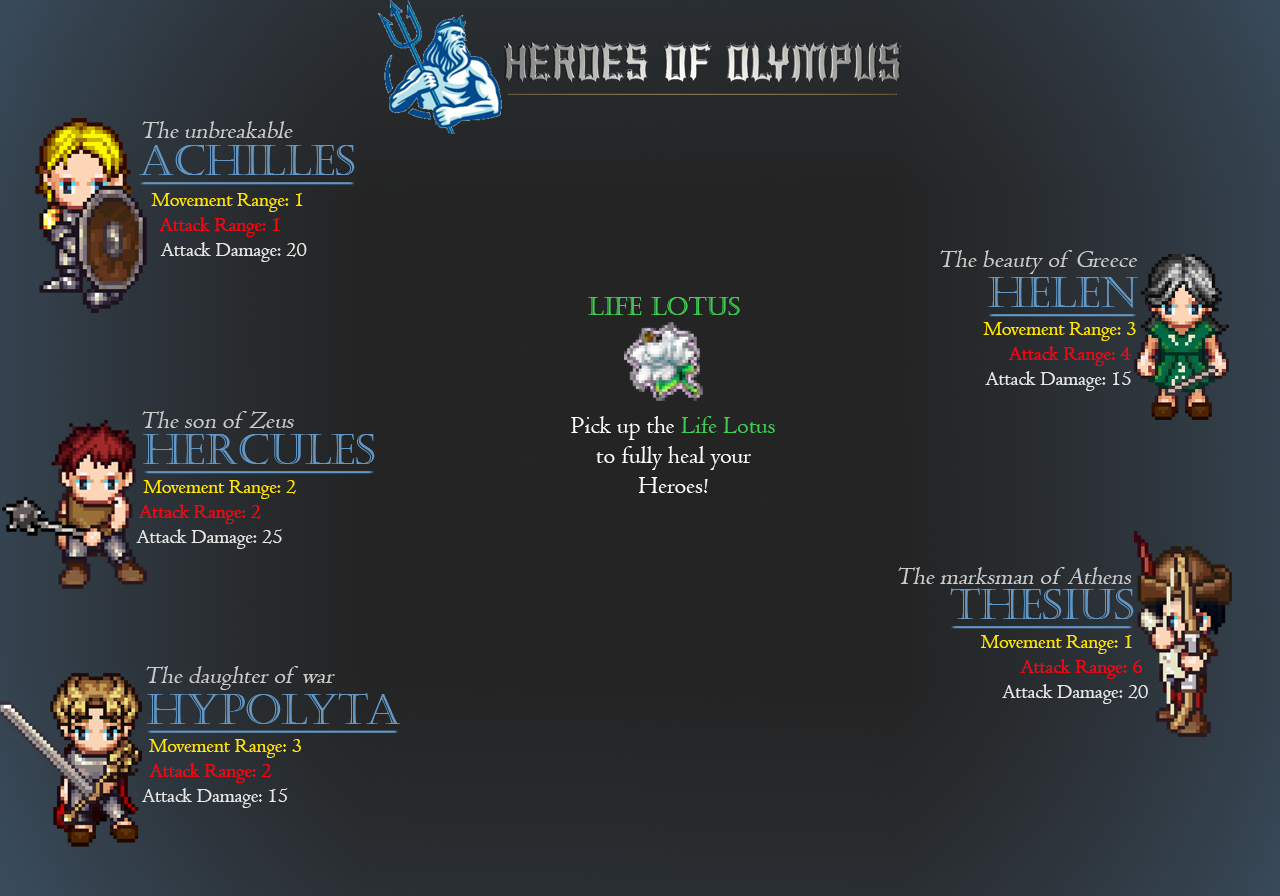 HEROES OF OLYMPUS
The unbreakable
ACHILLES
Movement Range: 1
Attack Range: 1
Attack Damage: 20
The son of Zeus
HERCULES
Movement Range: 2
Attack Range: 2
Attack Damage: 25
The daughter of war
HYPOLYTA
Movement Range: 3
Attack Range: 2
Attack Damage: 15
LIFE LOTUS
Pick up the Life Lotus
to fully heal your
Heroes!
The beauty of Greece
HELEN
Movement Range: 3
Attack Range: 4
Attack Damage: 15
The marksman of Athens
THESIUS
Movement Range: 1
Attack Range: 6
Attack Damage: 20